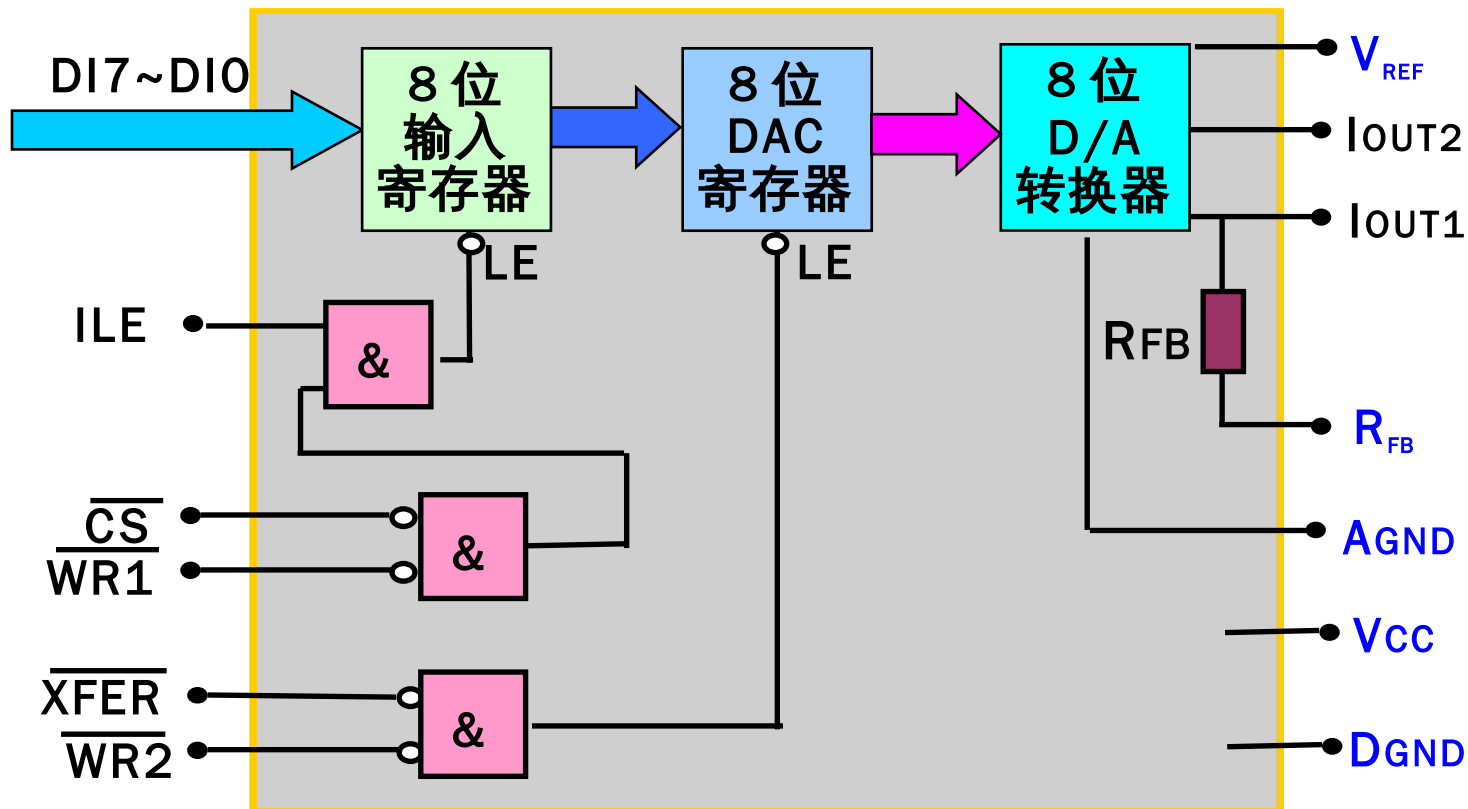 DI7~DI0
8 位
输入
寄存器
8 位
DAC
寄存器
8 位
D/A
转换器
VREF
IOUT2
IOUT1
LE
LE
ILE
&
RFB
RFB
CS
WR1
&
AGND
VCC
XFER
WR2
&
DGND